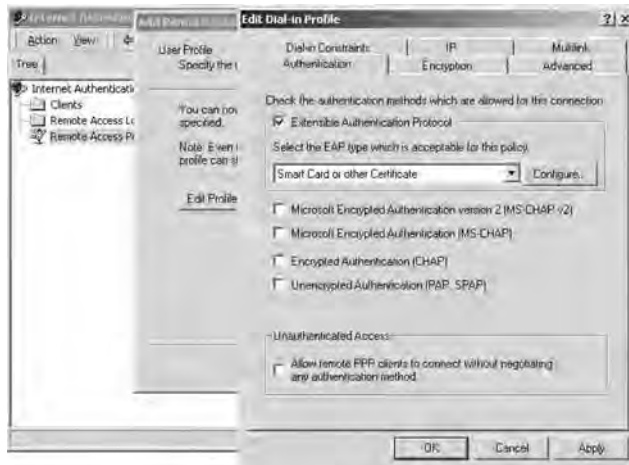 Edit Dial-in Profile
Action View
Tree
Internet Authenticati
Clients
Remote Access Lo
Remote Access P
User Profile
Specify the
You can no
specified.
Note: Even
profile can
Edit Profile
Dial-in Constraints IP Multilink
Authentication Encryption Advanced
Check the authentication methods which are allowed for this connection
Extensible Authentication Protocol
Select the EAP type which is acceptable for this policy.
Smart Card or other Certificate Configure...
Microsoft Encrypted Authentication version 2 (MS-CHAP v2)
Microsoft Encrypted Authentication (MS-CHAP)
Encrypted Authentication (CHAP)
Unencrypted Authentication (PAP, SPAP)
Unauthenticated Access
Allow remote PPP clients to connect without negotiating
any authentication method.
OK Cancel Apply